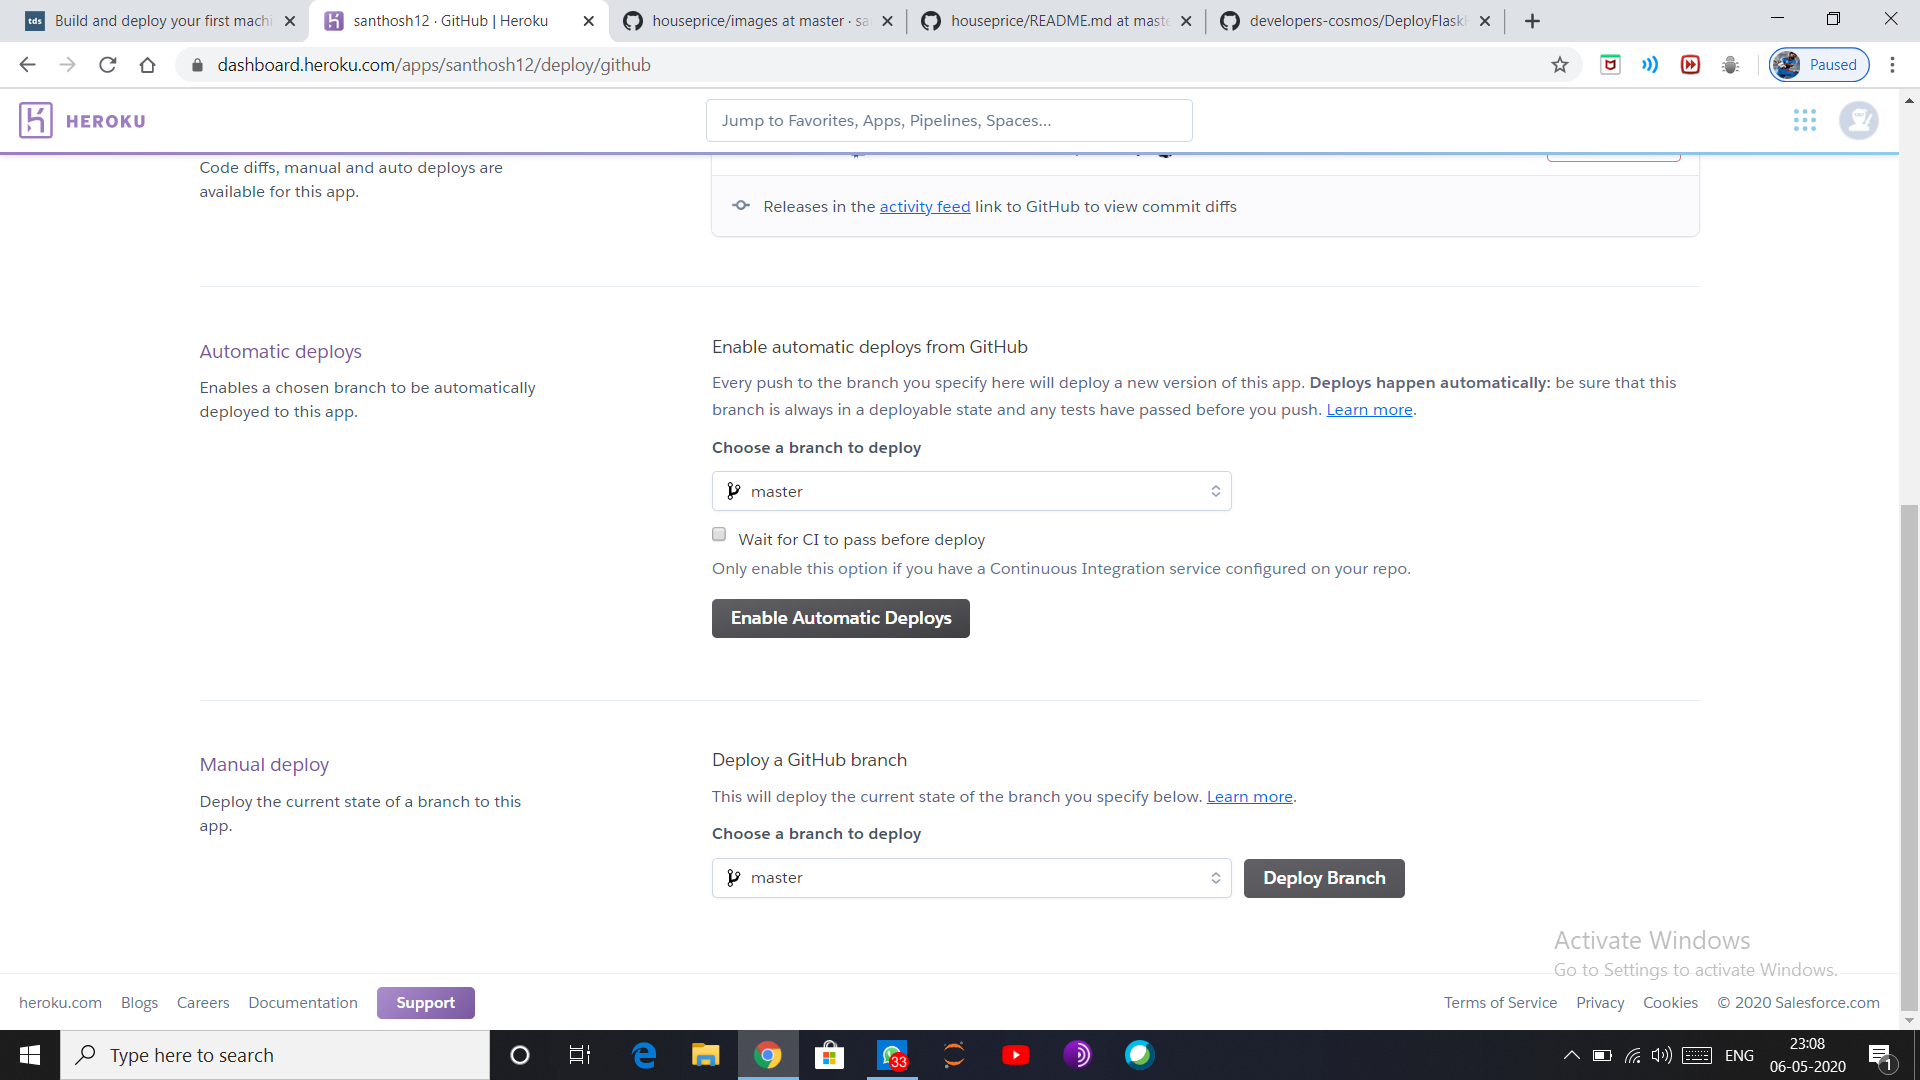 tds Build and deploy your first machi
santhosh12 · GitHub | Heroku
houseprice/images at master · sa
houseprice/README.md at maste
developers-cosmos/DeployFlask
dashboard.heroku.com/apps/santhosh12/deploy/github
Paused
HEROKU
Jump to Favorites, Apps, Pipelines, Spaces...
Code diffs, manual and auto deploys are
available for this app.
Releases in the activity feed link to GitHub to view commit diffs
Automatic deploys
Enables a chosen branch to be automatically
deployed to this app.
Enable automatic deploys from GitHub
Every push to the branch you specify here will deploy a new version of this app. Deploys happen automatically: be sure that this
branch is always in a deployable state and any tests have passed before you push. Learn more.
Choose a branch to deploy
master
Wait for CI to pass before deploy
Only enable this option if you have a Continuous Integration service configured on your repo.
Enable Automatic Deploys
Manual deploy
Deploy the current state of a branch to this
app.
Deploy a GitHub branch
This will deploy the current state of the branch you specify below. Learn more.
Choose a branch to deploy
master
Deploy Branch
Activate Windows
Go to Settings to activate Windows.
heroku.com Blogs Careers Documentation Support
Terms of Service Privacy Cookies © 2020 Salesforce.com
Type here to search
33
ENG
23:08
06-05-2020
1